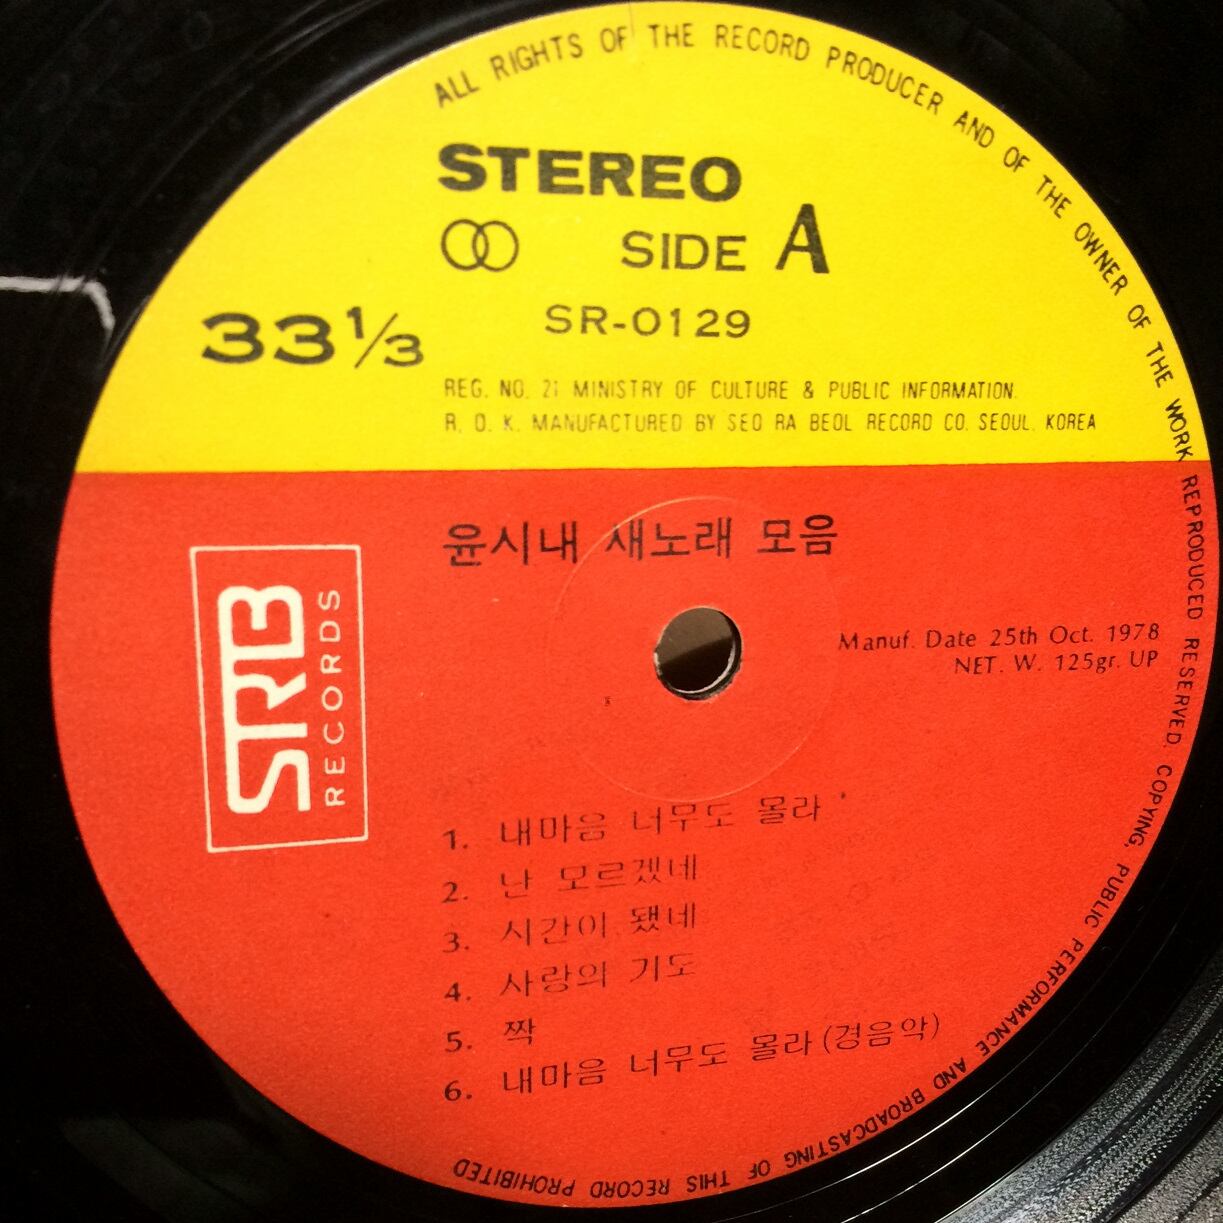 ALL RIGHTS OF THE RECORD PRODUCER AND OF THE OWNER OF THE WORK REPRODUCED RESERVED. COPYING, PUBLIC PERFORMANCE AND BROADCASTING OF THIS RECORD PROHIBITED
STEREO
SIDE A
33⅓
SR-0129
REG. NO. 21 MINISTRY OF CULTURE & PUBLIC INFORMATION.
R. O. K. MANUFACTURED BY SEO RA BEOL RECORD CO. SEOUL. KOREA
윤시내 새노래 모음
SRB
RECORDS
Manuf. Date 25th Oct. 1978
NET. W. 125gr. UP
1. 내마음 너무도 몰라
2. 난 모르겠네
3. 시간이 됐네
4. 사랑의 기도
5. 짝
6. 내마음 너무도 몰라 (경음악)